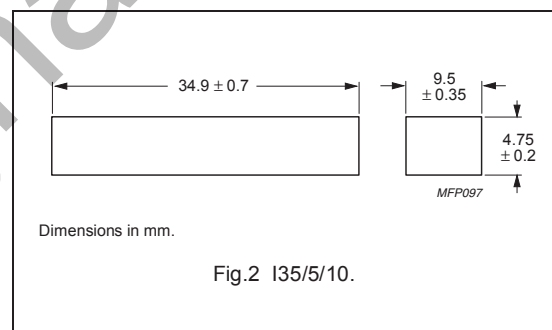 34.9 ± 0.7
9.5
± 0.35
4.75
± 0.2
MFP097
Dimensions in mm.
Fig.2 I35/5/10.